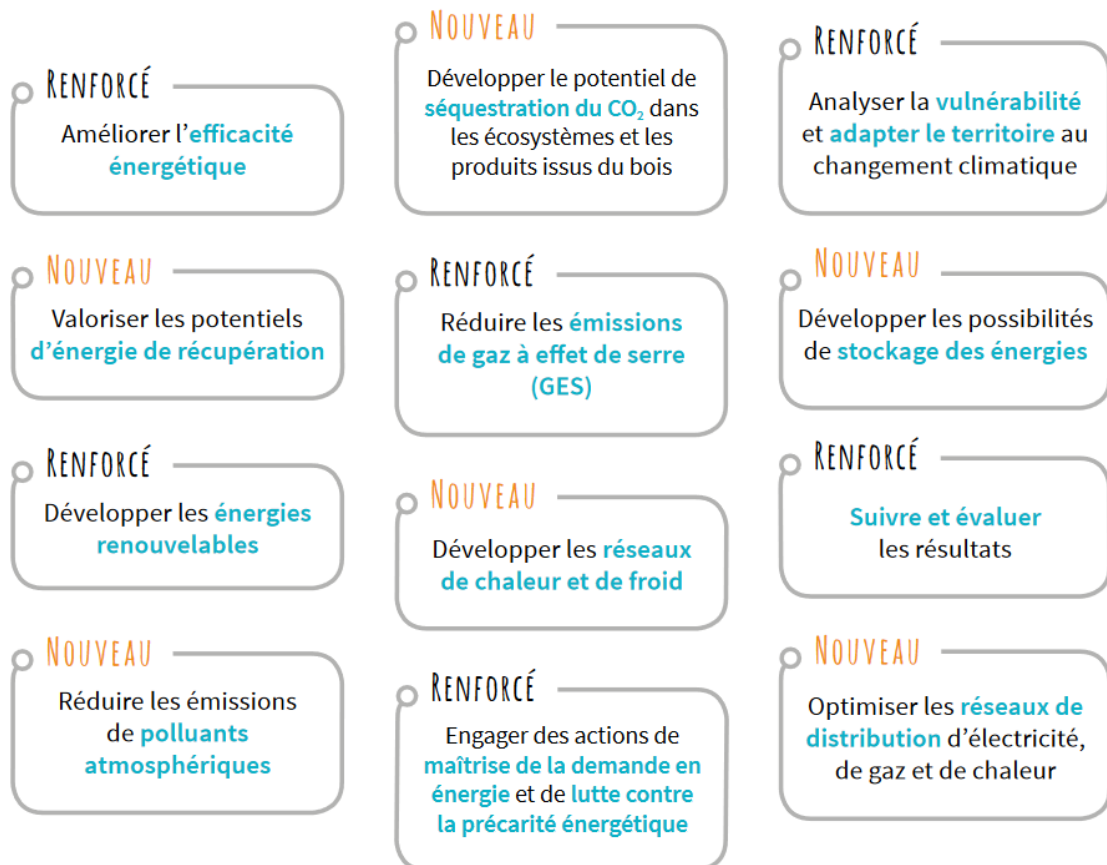 RENFORCÉ
Améliorer l'efficacité
énergétique
NOUVEAU
Valoriser les potentiels
d'énergie de récupération
RENFORCÉ
Développer les énergies
renouvelables
NOUVEAU
Réduire les émissions
de polluants
atmosphériques
NOUVEAU
Développer le potentiel de
séquestration du CO₂ dans
les écosystèmes et les
produits issus du bois
RENFORCÉ
Réduire les émissions
de gaz à effet de serre
(GES)
NOUVEAU
Développer les réseaux
de chaleur et de froid
RENFORCÉ
Engager des actions de
maîtrise de la demande en
énergie et de lutte contre
la précarité énergétique
RENFORCÉ
Analyser la vulnérabilité
et adapter le territoire au
changement climatique
NOUVEAU
Développer les possibilités
de stockage des énergies
RENFORCÉ
Suivre et évaluer
les résultats
NOUVEAU
Optimiser les réseaux de
distribution d'électricité,
de gaz et de chaleur